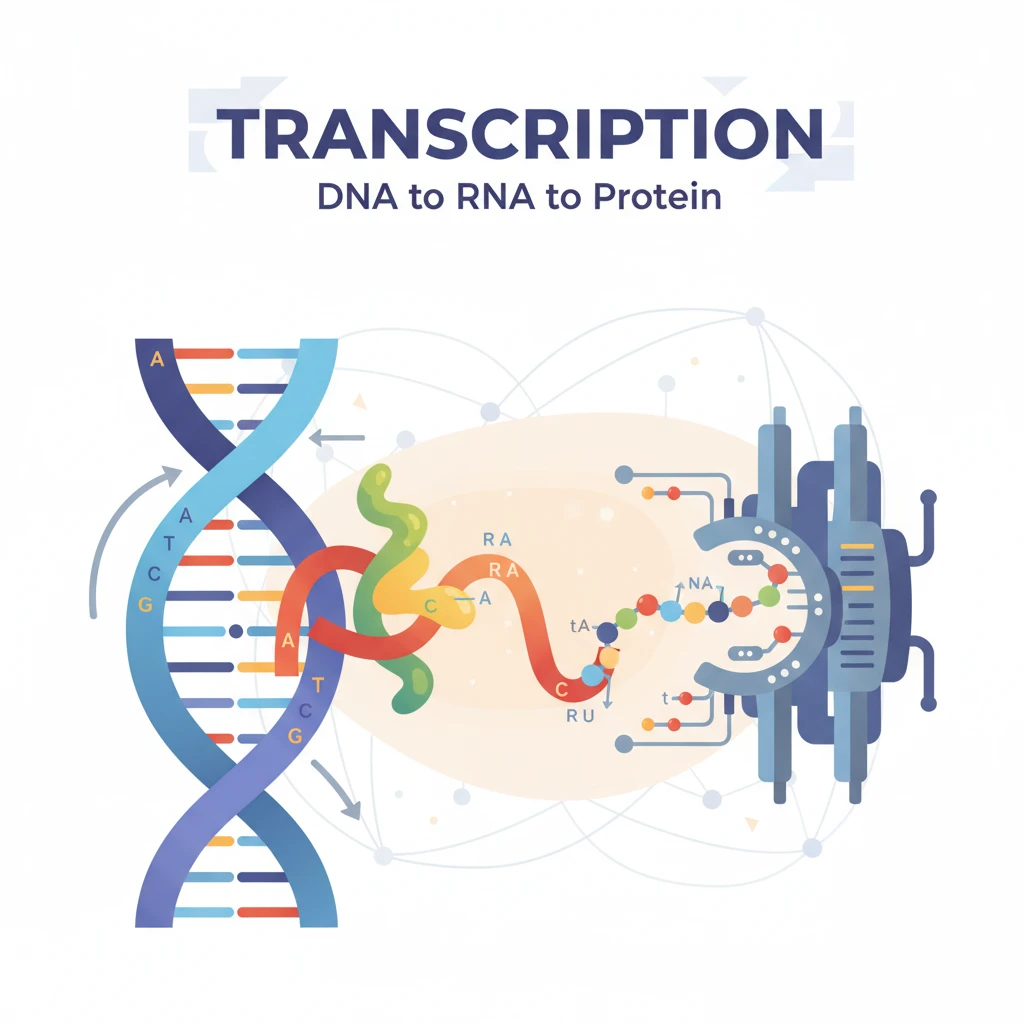 TRANSCRIPTION
DNA to RNA to Protein
A
A
T
C
G
A
T
C
G
RA
RA
C
A
tA
NA
C
RU
t